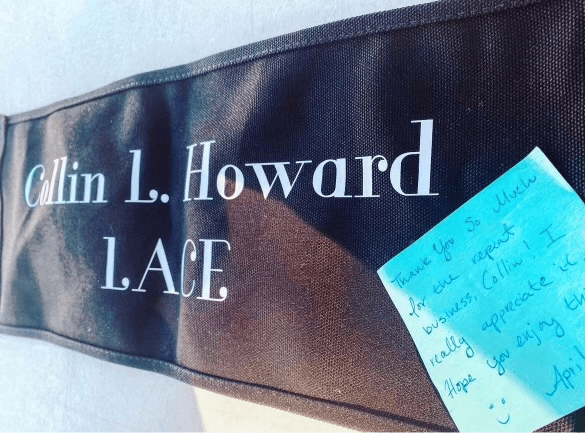 Collin L. Howard
LACE
Thank You So Much
for the repeat
business, Collin! I
really appreciate it
Hope you enjoy
April